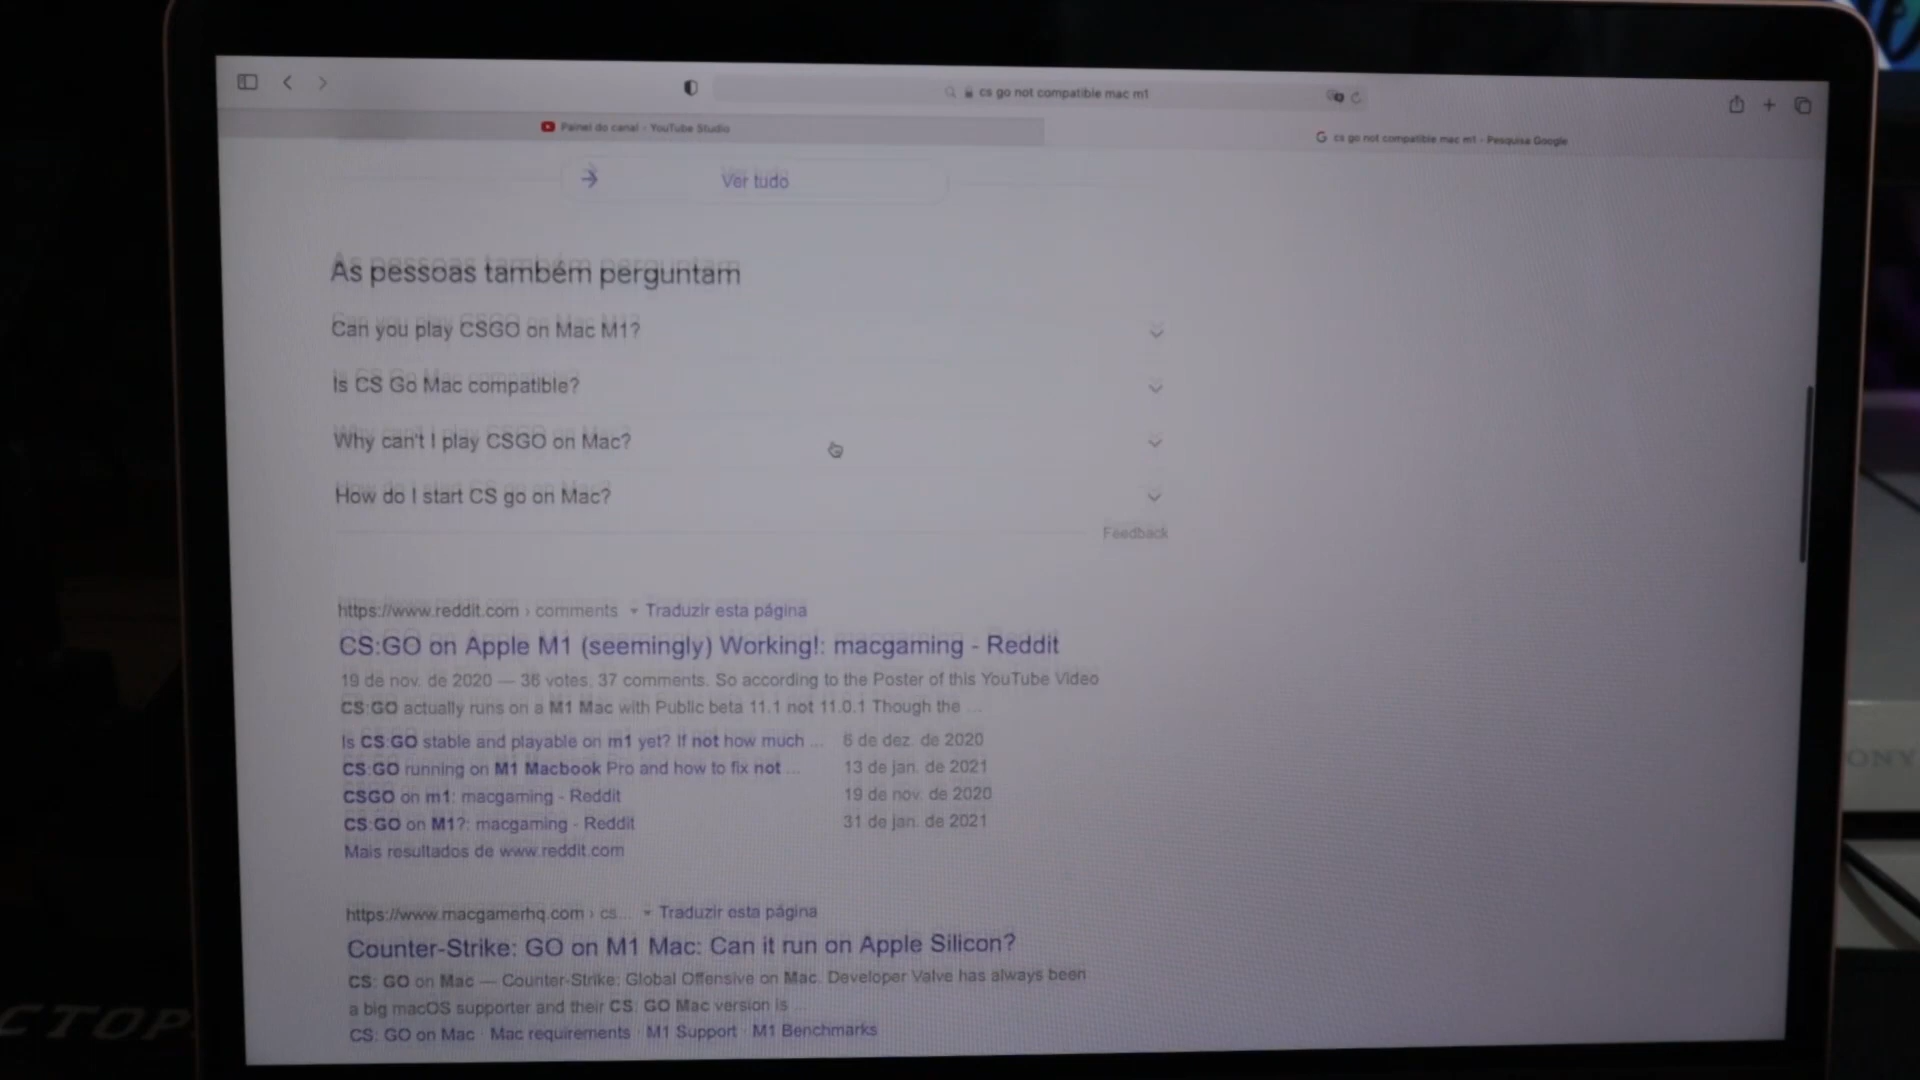 cs go not compatible mac m1
Painel do canal - YouTube Studio
cs go not compatible mac m1 - Pesquisa Google
Ver tudo
As pessoas também perguntam
Can you play CSGO on Mac M1?
Is CS Go Mac compatible?
Why can't I play CSGO on Mac?
How do I start CS go on Mac?
Feedback
https://www.reddit.com › comments Traduzir esta página
CS:GO on Apple M1 (seemingly) Working!: macgaming - Reddit
19 de nov. de 2020 — 36 votes, 37 comments. So according to the Poster of this YouTube Video
CS:GO actually runs on a M1 Mac with Public beta 11.1 not 11.0.1 Though the ...
Is CS:GO stable and playable on m1 yet? If not how much ... 6 de dez. de 2020
CS:GO running on M1 Macbook Pro and how to fix not ... 13 de jan. de 2021
CSGO on m1: macgaming - Reddit 19 de nov. de 2020
CS:GO on M1?: macgaming - Reddit 31 de jan. de 2021
Mais resultados de www.reddit.com
https://www.macgamerhq.com › cs... Traduzir esta página
Counter-Strike: GO on M1 Mac: Can it run on Apple Silicon?
CS: GO on Mac — Counter-Strike: Global Offensive on Mac. Developer Valve has always been
a big macOS supporter and their CS: GO Mac version is ...
CS: GO on Mac · Mac requirements · M1 Support · M1 Benchmarks
SONY
CTOP